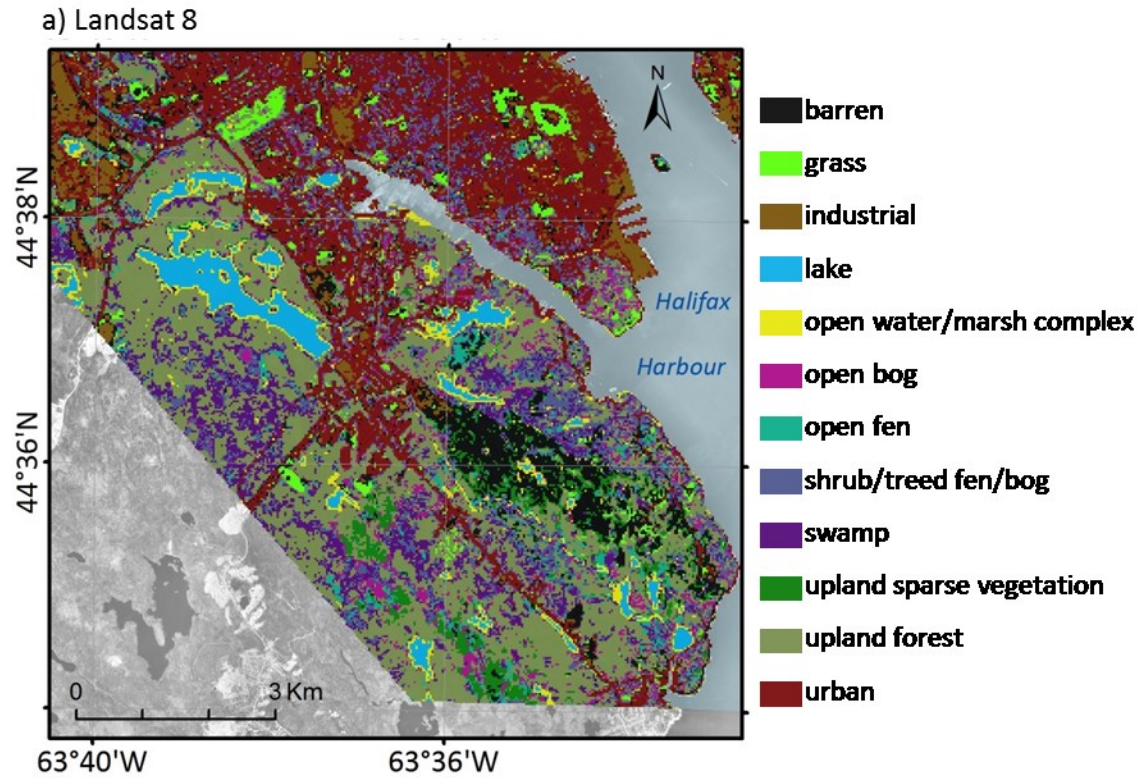 a) Landsat 8
N
44°38'N
44°36'N
Halifax
Harbour
0 3 Km
63°40'W
63°36'W
barren
grass
industrial
lake
open water/marsh complex
open bog
open fen
shrub/treed fen/bog
swamp
upland sparse vegetation
upland forest
urban